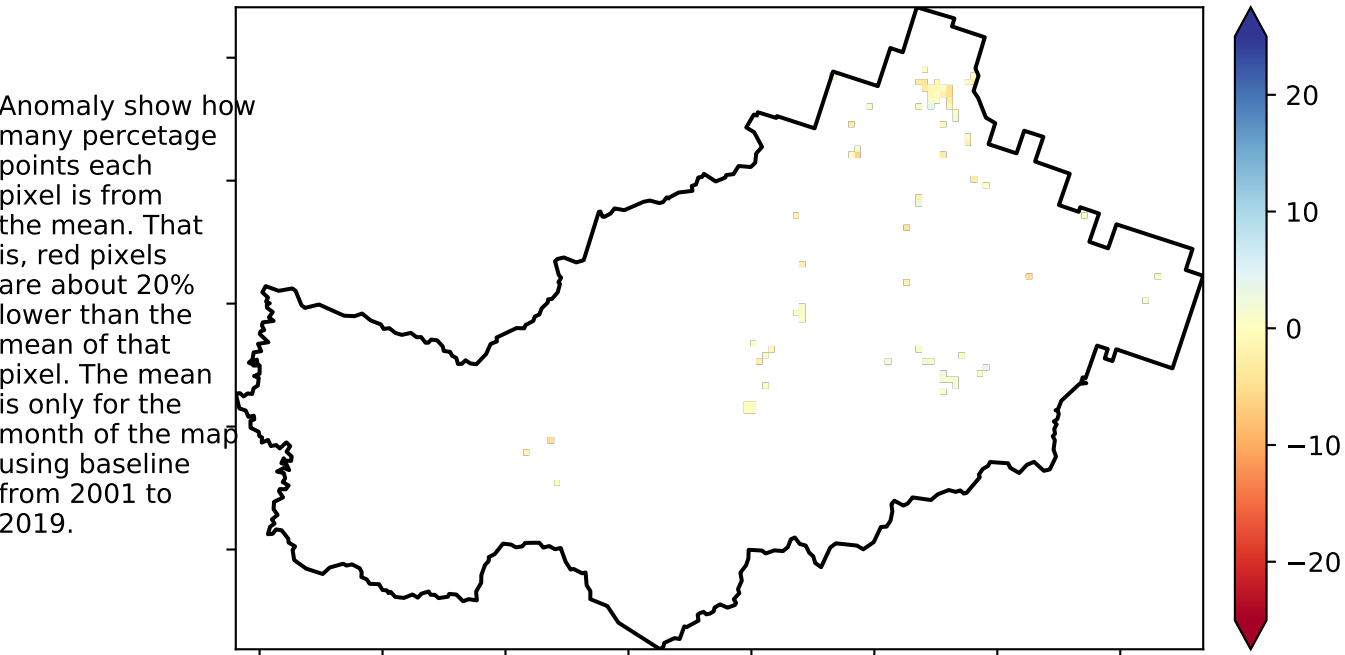 Anomaly show how
many percetage
points each
pixel is from
the mean. That
is, red pixels
are about 20%
lower than the
mean of that
pixel. The mean
is only for the
month of the map
using baseline
from 2001 to
2019.
20
10
0
−10
−20